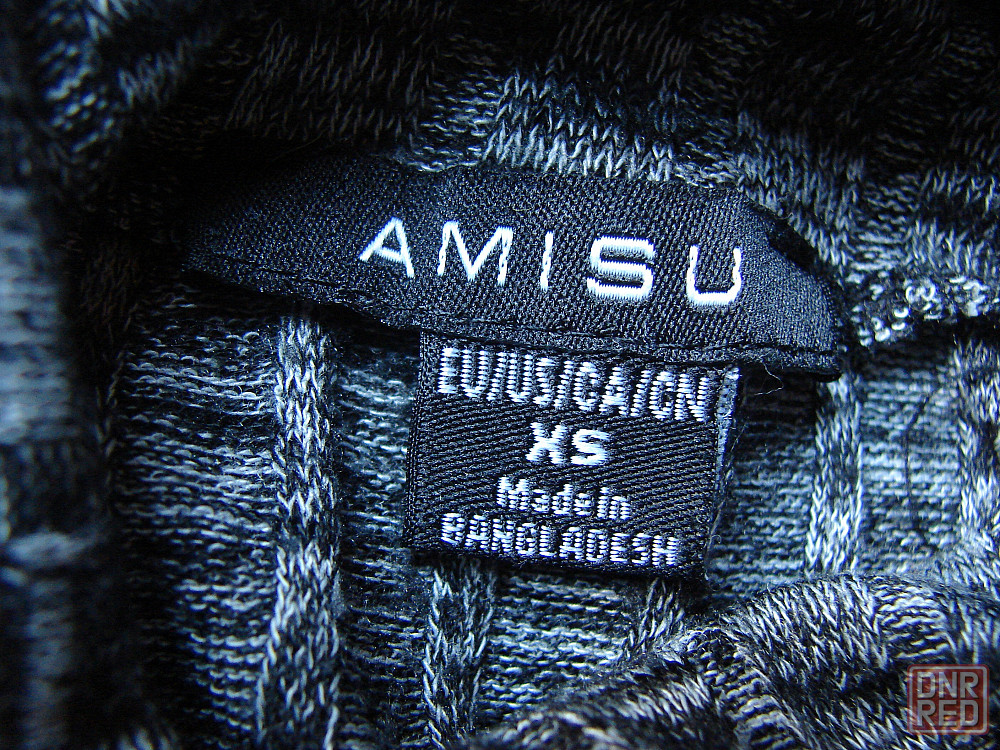 AMISU
EU/US/CA/CN
XS
Made in
BANGLADESH
DNR
RED